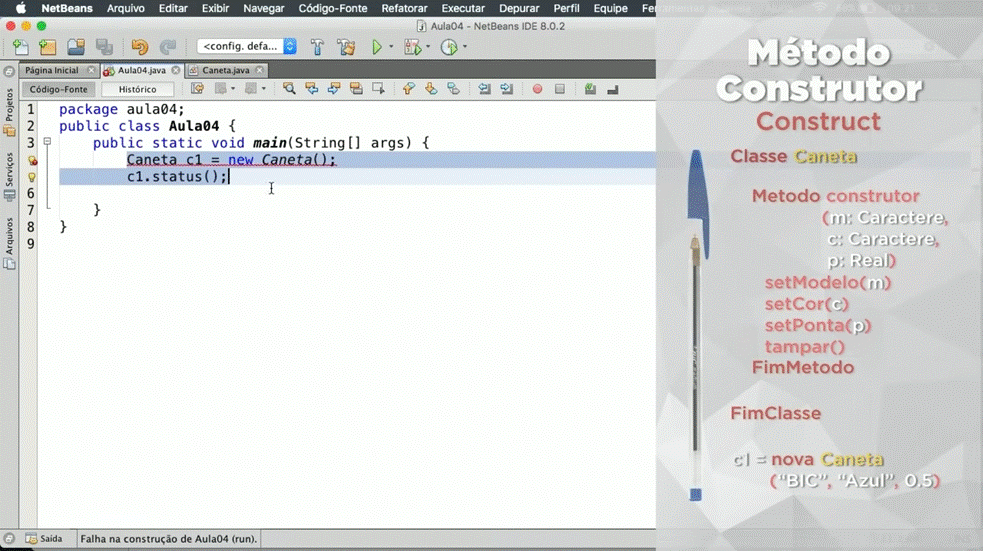 NetBeans Arquivo Editar Exibir Navegar Código-Fonte Refatorar Executar Depurar Perfil Equipe
Aula04 - NetBeans IDE 8.0.2
<config. defa...
Página Inicial Aula04.java Caneta.java
Código-Fonte Histórico
Projetos
Serviços
Arquivos
1 package aula04;
2 public class Aula04 {
3 public static void main(String[] args) {
Caneta c1 = new Caneta();
c1.status();
6
7 }
8 }
9
Saída Falha na construção de Aula04 (run).
Método
Construtor
Construct
Classe Caneta
Metodo construtor
(m: Caractere,
c: Caractere,
p: Real)
setModelo(m)
setCor(c)
setPonta(p)
tampar()
FimMetodo
FimClasse
c1 = nova Caneta
("BIC", "Azul", 0.5)